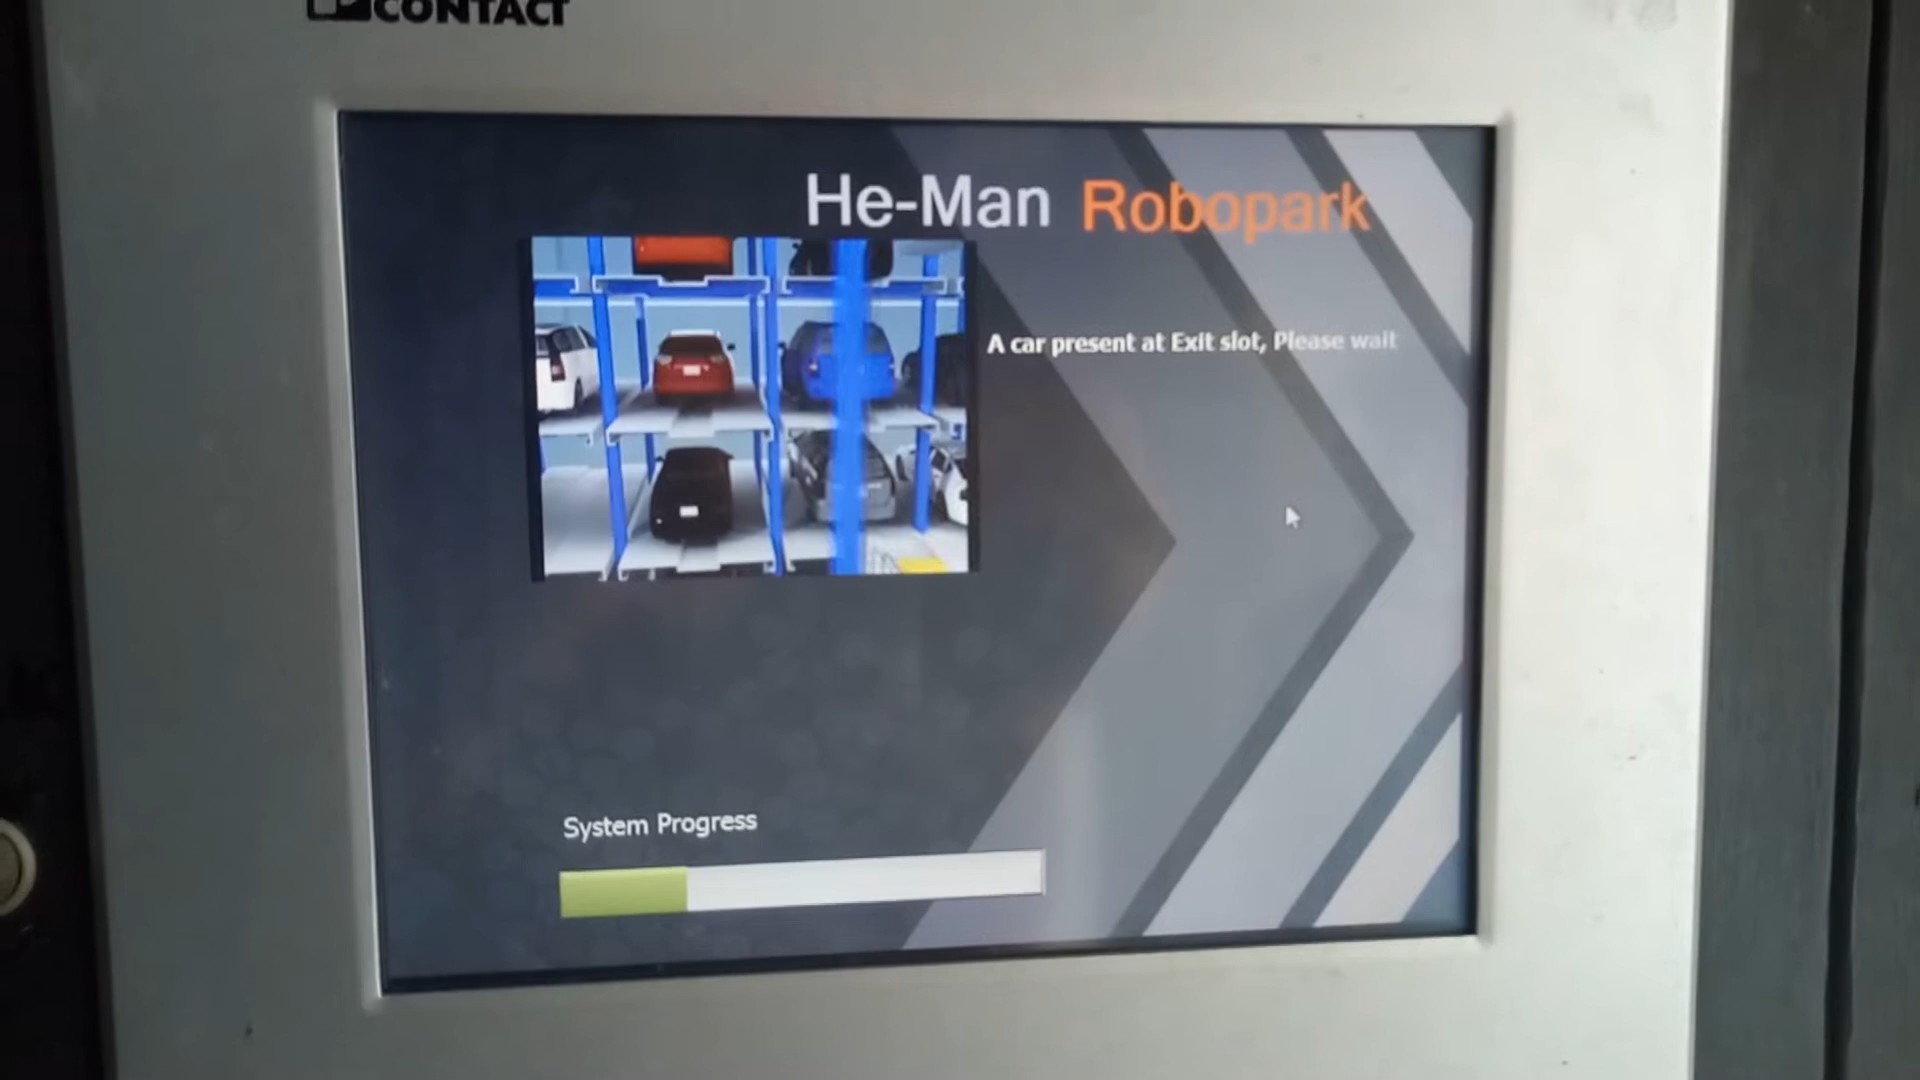 CONTACT
He-Man Robopark
A car present at Exit slot, Please wait
System Progress